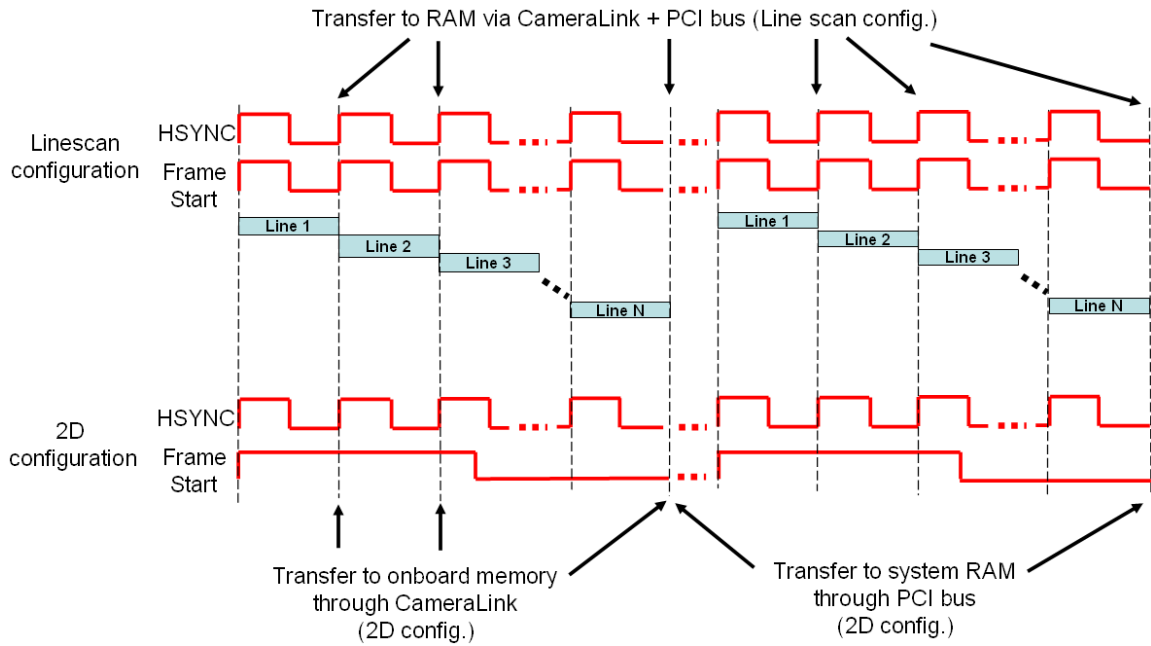 Transfer to RAM via CameraLink + PCI bus (Line scan config.)
Linescan
configuration
HSYNC
Frame
Start
Line 1
Line 2
Line 3
Line N
Line 1
Line 2
Line 3
Line N
2D
configuration
HSYNC
Frame
Start
Transfer to onboard memory
through CameraLink
(2D config.)
Transfer to system RAM
through PCI bus
(2D config.)